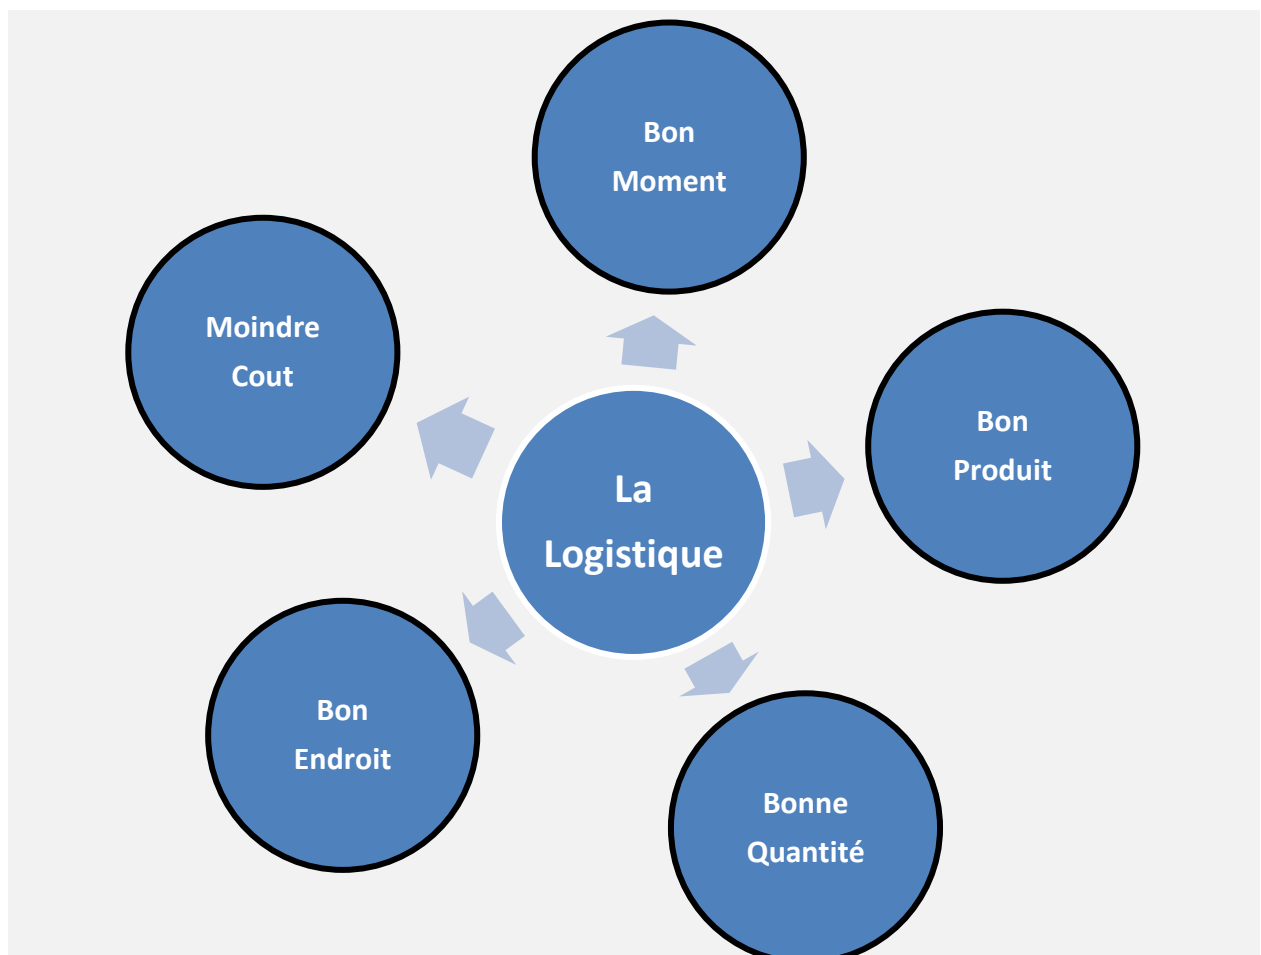 Bon
Moment
Moindre
Cout
Bon
Produit
La
Logistique
Bon
Endroit
Bonne
Quantité